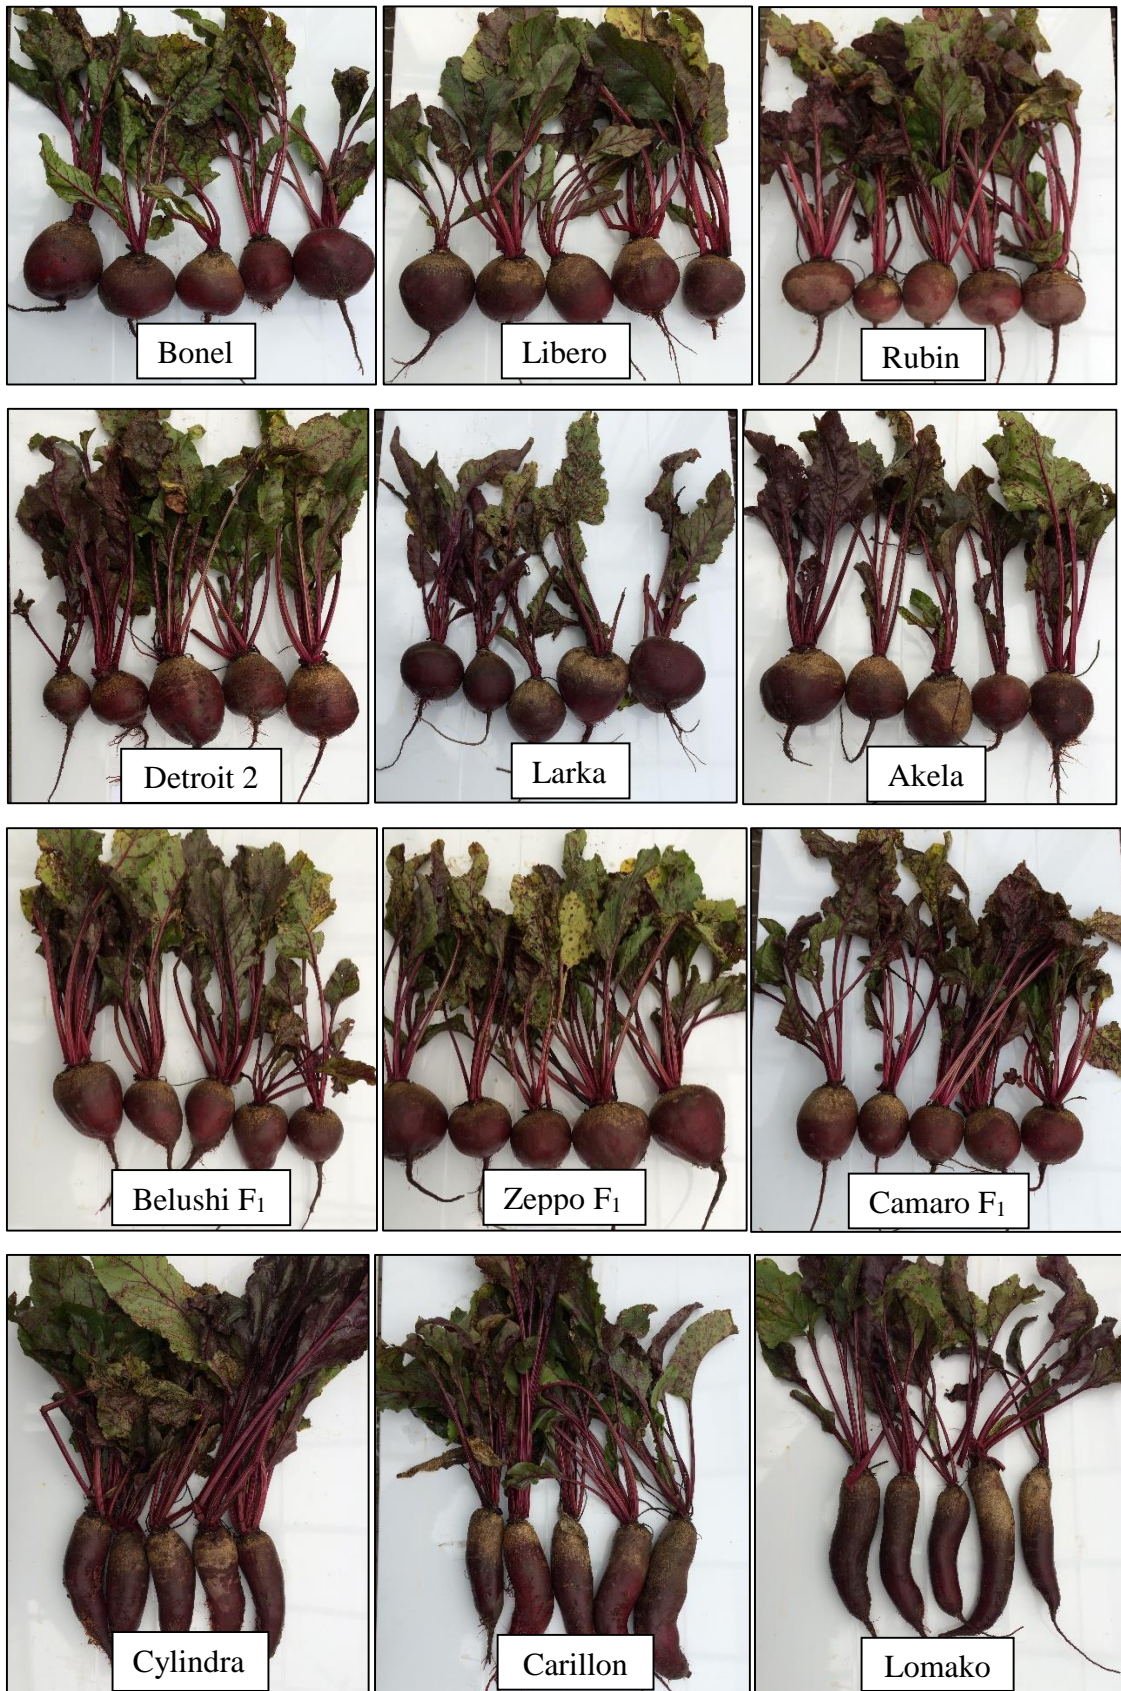 Bonel
Libero
Rubin
Detroit 2
Larka
Akela
Belushi F₁
Zeppo F₁
Camaro F₁
Cylindra
Carillon
Lomako